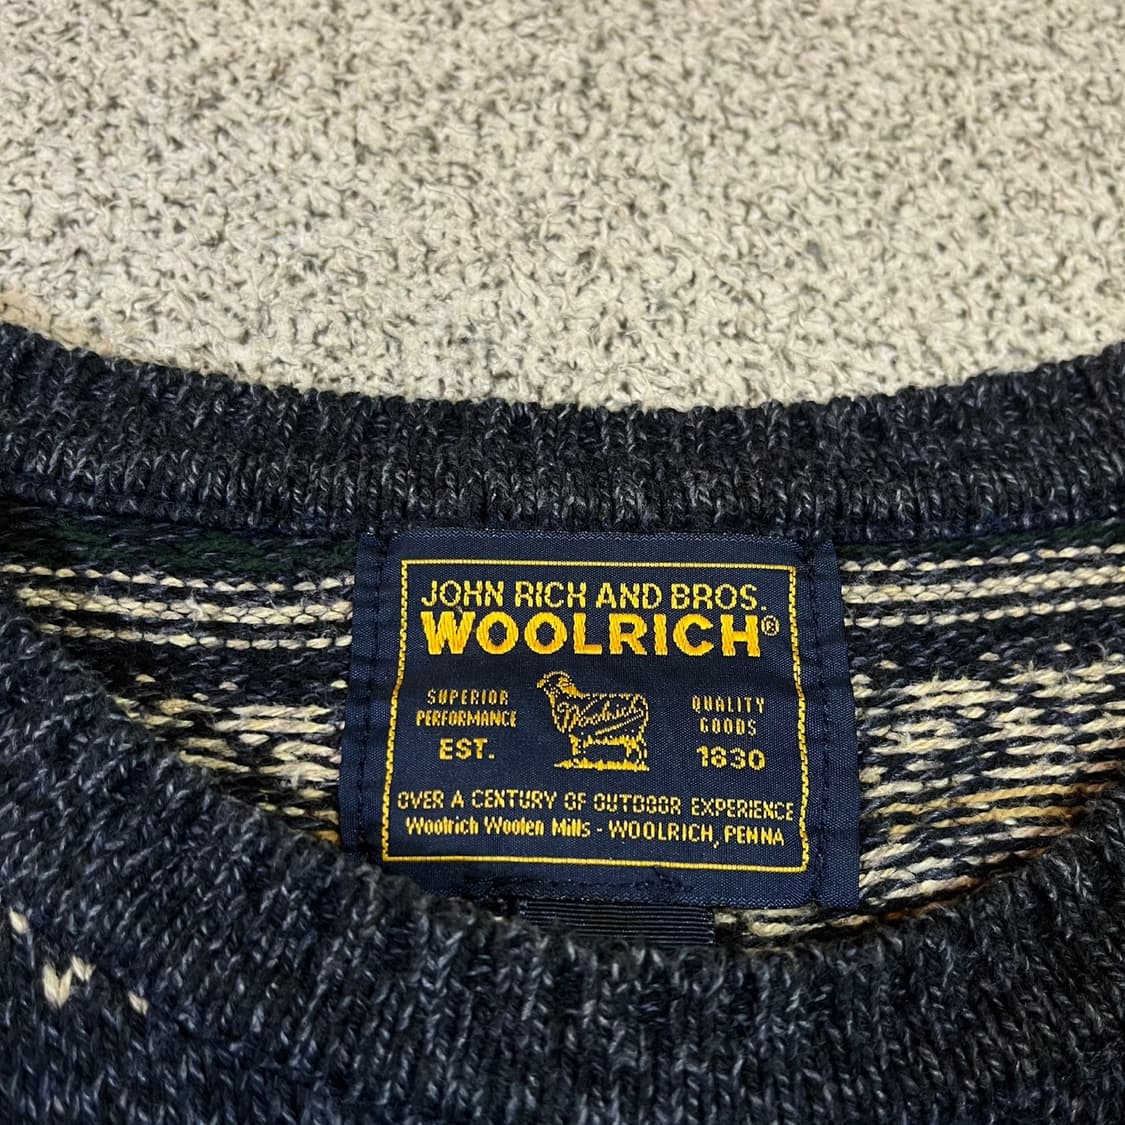 JOHN RICH AND BROS.
WOOLRICH®
SUPERIOR
PERFORMANCE
EST.
Woolrich
QUALITY
GOODS
1830
OVER A CENTURY OF OUTDOOR EXPERIENCE
Woolrich Woolen Mills - WOOLRICH, PENNA